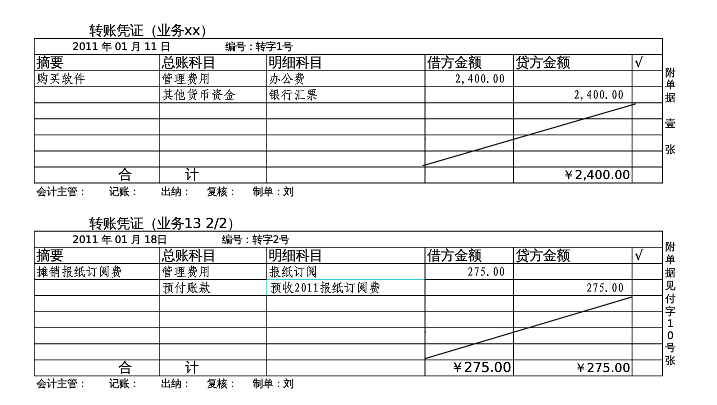 转账凭证（业务xx）
2011 年 01 月 11 日 编号：转字1号
摘要 总账科目 明细科目 借方金额 贷方金额 √
购买软件 管理费用 办公费 2,400.00
其他货币资金 银行汇票 2,400.00
合 计 ￥2,400.00
附单据 壹 张
会计主管： 记账： 出纳： 复核： 制单：刘
转账凭证（业务13 2/2）
2011 年 01 月 18日 编号：转字2号
摘要 总账科目 明细科目 借方金额 贷方金额 √
摊销报纸订阅费 管理费用 报纸订阅 275.00
预付账款 预收2011报纸订阅费 275.00
合 计 ￥275.00 ￥275.00
附单据见付字10号张
会计主管： 记账： 出纳： 复核： 制单：刘